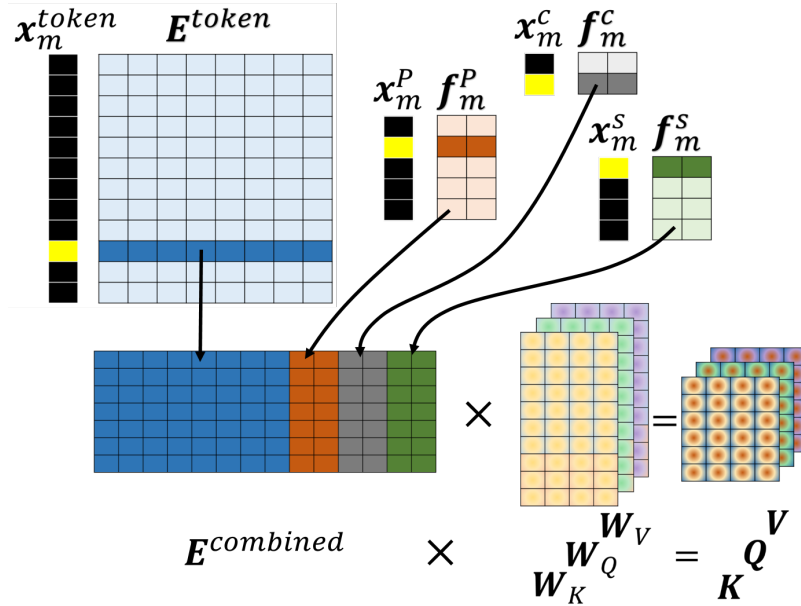 x_m^{token} E^{token}
x_m^c f_m^c
x_m^P f_m^P
x_m^s f_m^s
× =
E^{combined} × W_K W_Q W_V = K Q V